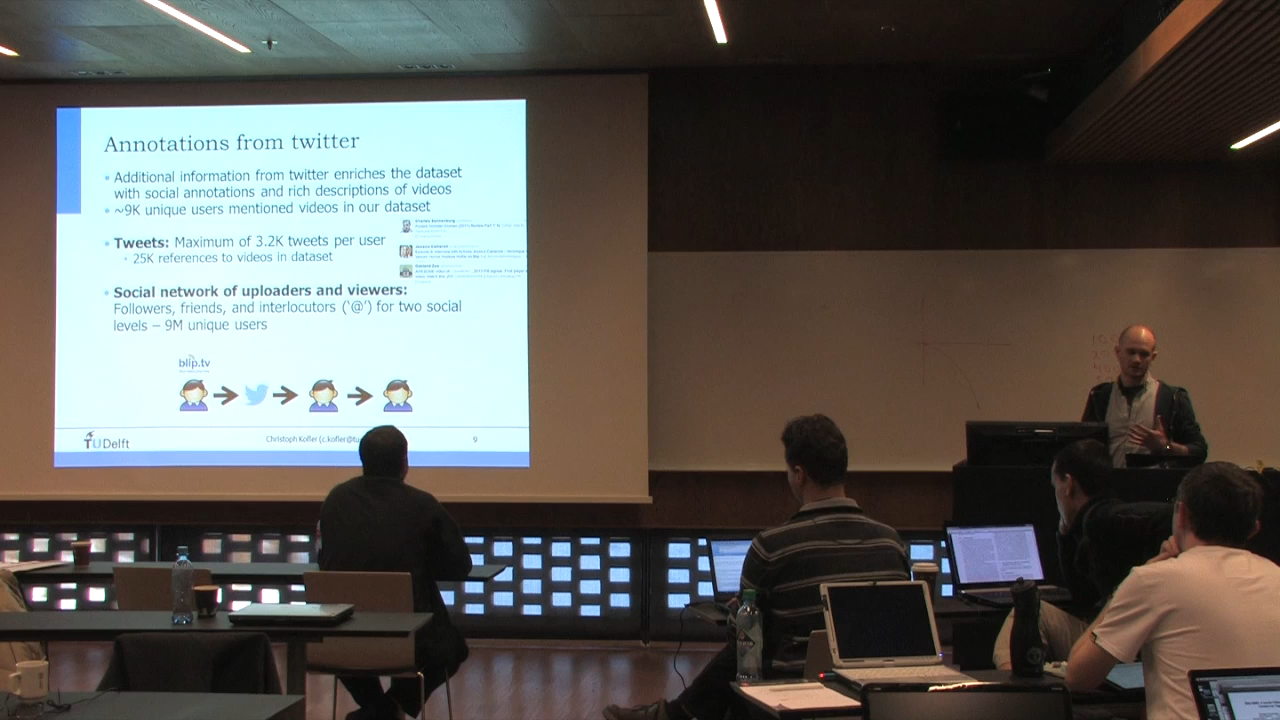 Annotations from twitter
Additional information from twitter enriches the dataset
with social annotations and rich descriptions of videos
~9K unique users mentioned videos in our dataset
Tweets: Maximum of 3.2K tweets per user
25K references to videos in dataset
Social network of uploaders and viewers:
Followers, friends, and interlocutors ('@') for two social
levels – 9M unique users
blip.tv
TUDelft
Christoph Kofler (c.kofler@tu
9